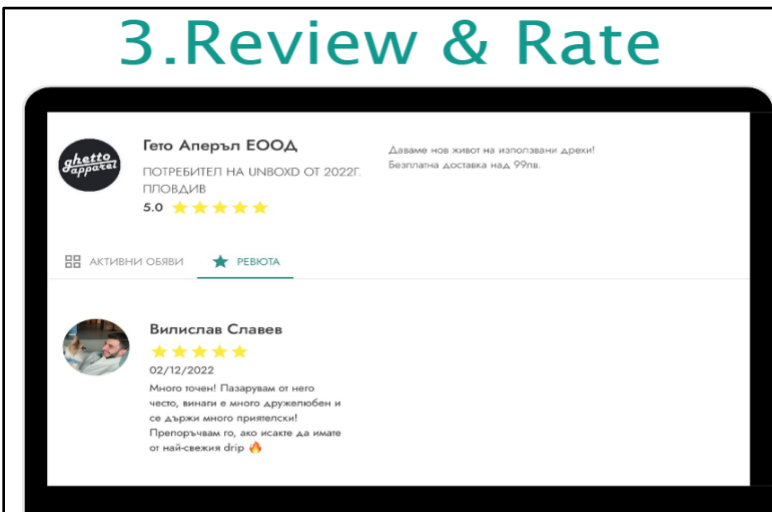 3.Review & Rate
ghetto
apparel
Гето Аперъл ЕООД
ПОТРЕБИТЕЛ НА UNBOXD ОТ 2022Г.
ПЛОВДИВ
5.0
Даваме нов живот на използвани дрехи!
Безплатна доставка над 99лв.
АКТИВНИ ОБЯВИ
РЕВЮТА
Вилислав Славев
02/12/2022
Много точен! Пазарувам от него
често, винаги е много дружелюбен и
се държи много приятелски!
Препоръчвам го, ако исакте да имате
от най-свежия drip 🔥